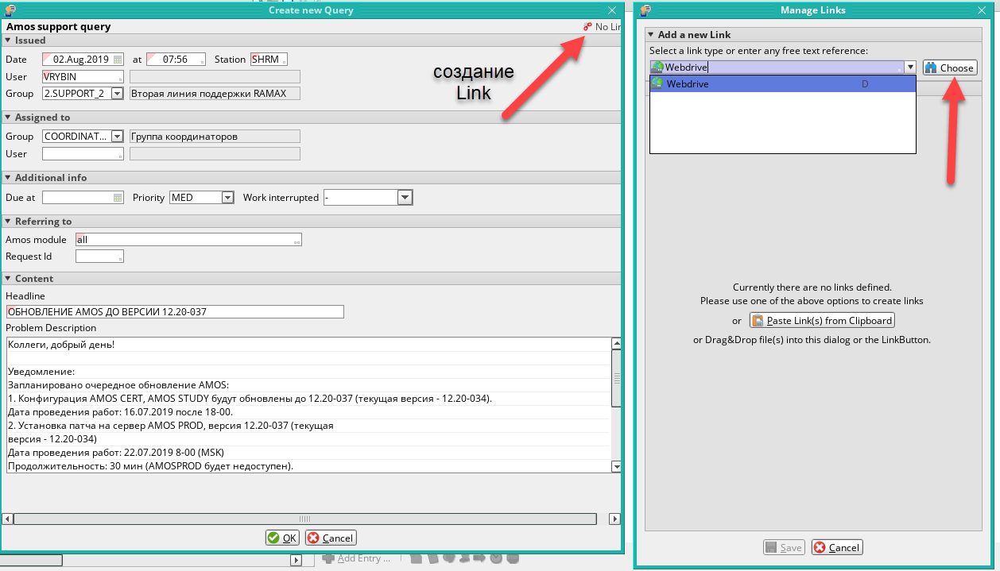 Create new Query
Amos support query
No Lin
Issued
Date 02.Aug.2019 at 07:56 Station SHRM
User VRYBIN
Group 2.SUPPORT_2 Вторая линия поддержки RAMAX
Assigned to
Group COORDINAT... Группа координаторов
User
Additional info
Due at Priority MED Work interrupted -
Referring to
Amos module all
Request Id
Content
Headline
ОБНОВЛЕНИЕ AMOS ДО ВЕРСИИ 12.20-037
Problem Description
Коллеги, добрый день!
Уведомление:
Запланировано очередное обновление AMOS:
1. Конфигурация AMOS CERT, AMOS STUDY будут обновлены до 12.20-037 (текущая версия - 12.20-034).
Дата проведения работ: 16.07.2019 после 18-00.
2. Установка патча на сервер AMOS PROD, версия 12.20-037 (текущая
версия - 12.20-034)
Дата проведения работ: 22.07.2019 8-00 (MSK)
Продолжительность: 30 мин (AMOSPROD будет недоступен).
OK Cancel
Add Entry ...
создание
Link
Manage Links
Add a new Link
Select a link type or enter any free text reference:
Webdrive Choose
Webdrive D
Currently there are no links defined.
Please use one of the above options to create links
or Paste Link(s) from Clipboard
or Drag&Drop file(s) into this dialog or the LinkButton.
Save Cancel